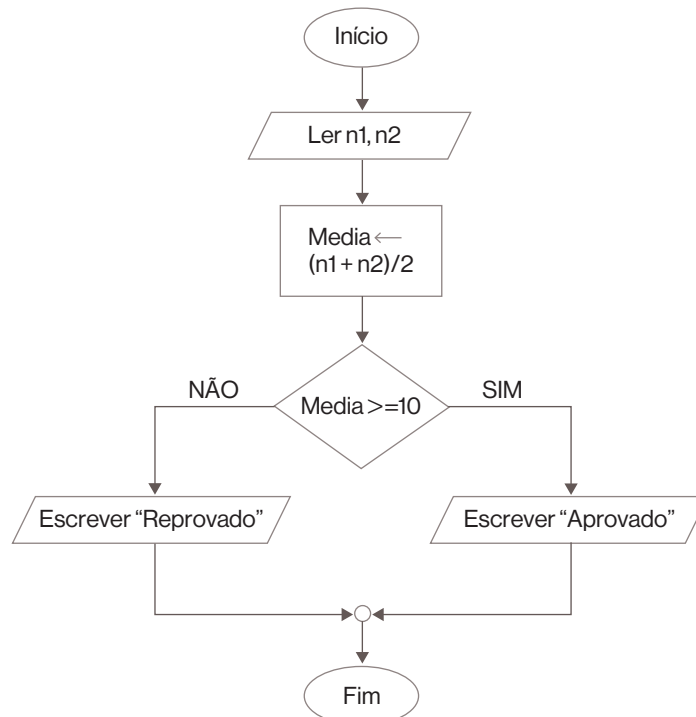 Início
Ler n1, n2
Media ←
(n1 + n2)/2
NÃO
Media >=10
SIM
Escrever “Reprovado”
Escrever “Aprovado”
Fim